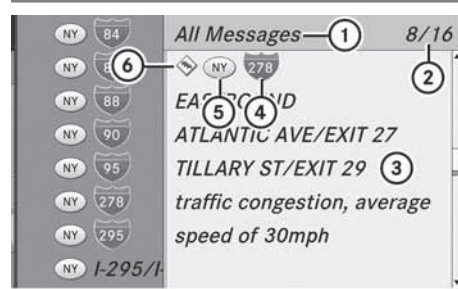 NY 84 All Messages 1 8/16
NY 6 NY 278 2
NY 88 5 4
NY 90 ATLANTIC AVE/EXIT 27
NY 95 TILLARY ST/EXIT 29 3
NY 278 traffic congestion, average
NY 295 speed of 30mph
NY I-295/I-